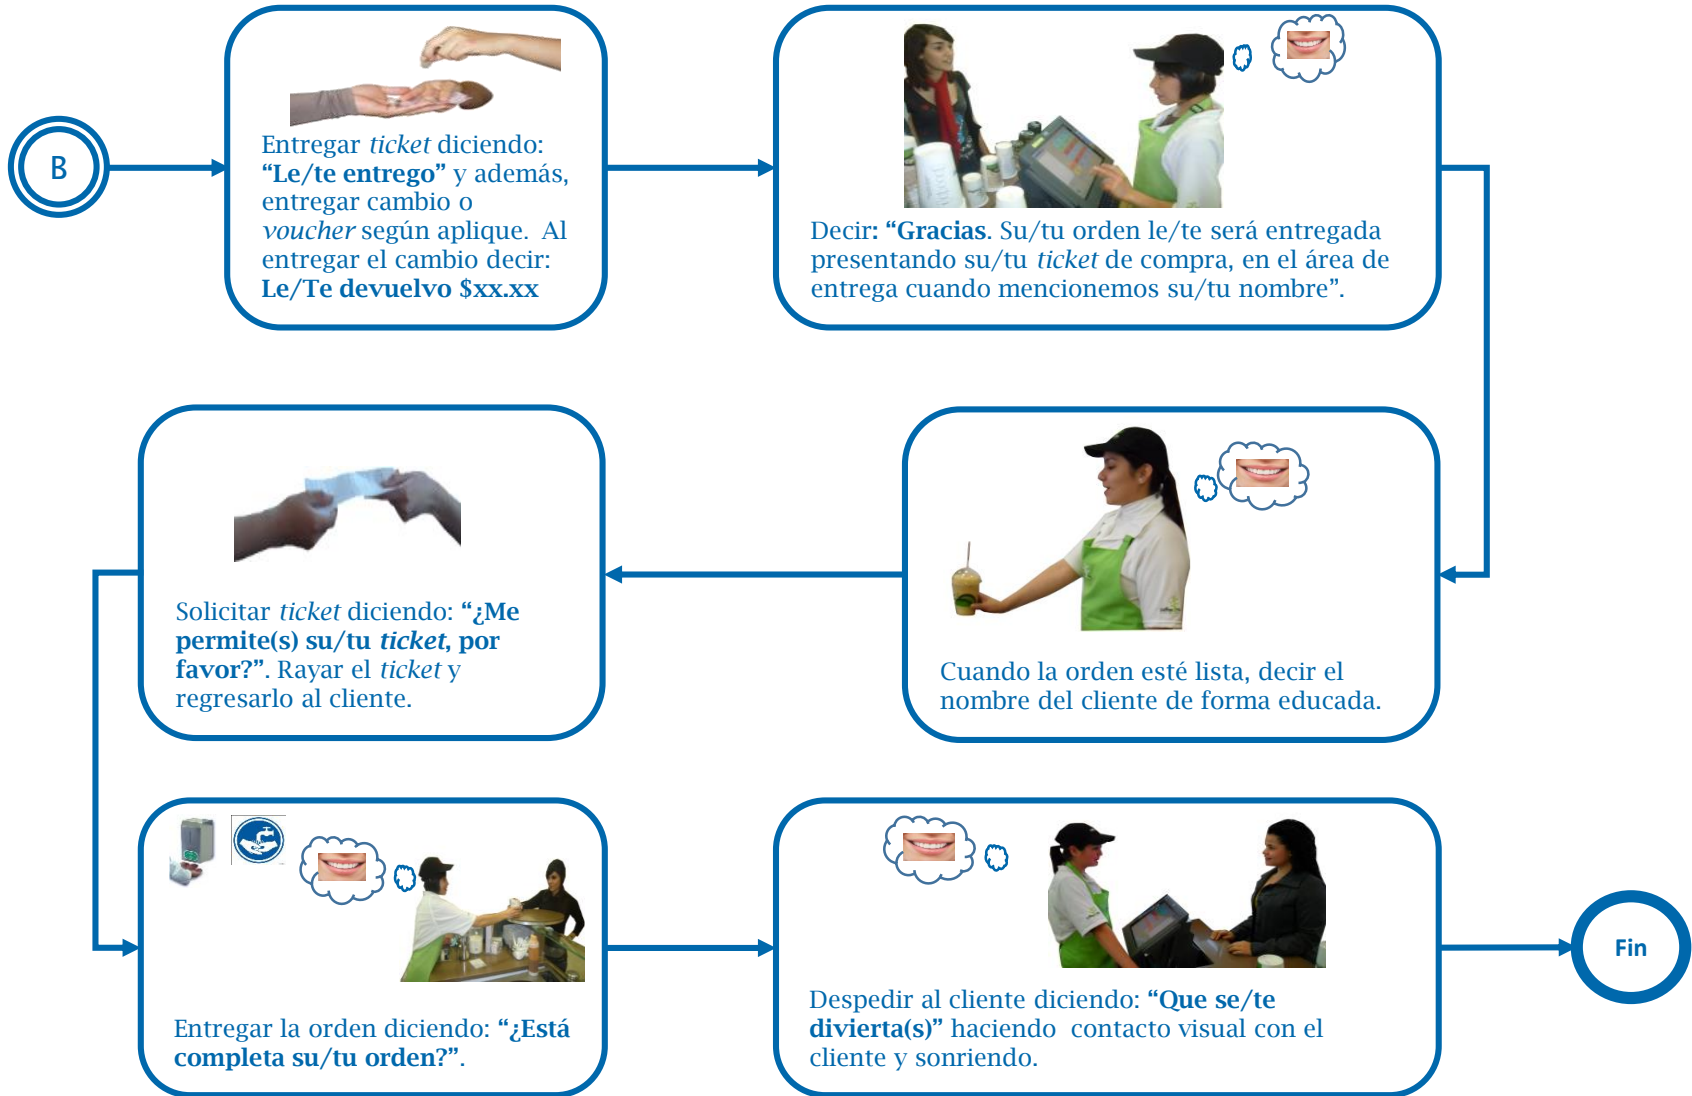 B
Entregar ticket diciendo:
“Le/te entrego” y además,
entregar cambio o
voucher según aplique. Al
entregar el cambio decir:
Le/Te devuelvo $xx.xx
Decir: “Gracias. Su/tu orden le/te será entregada
presentando su/tu ticket de compra, en el área de
entrega cuando mencionemos su/tu nombre”.
Cuando la orden esté lista, decir el
nombre del cliente de forma educada.
Solicitar ticket diciendo: “¿Me
permite(s) su/tu ticket, por
favor?”. Rayar el ticket y
regresarlo al cliente.
Entregar la orden diciendo: “¿Está
completa su/tu orden?”.
Despedir al cliente diciendo: “Que se/te
divierta(s)” haciendo contacto visual con el
cliente y sonriendo.
Fin